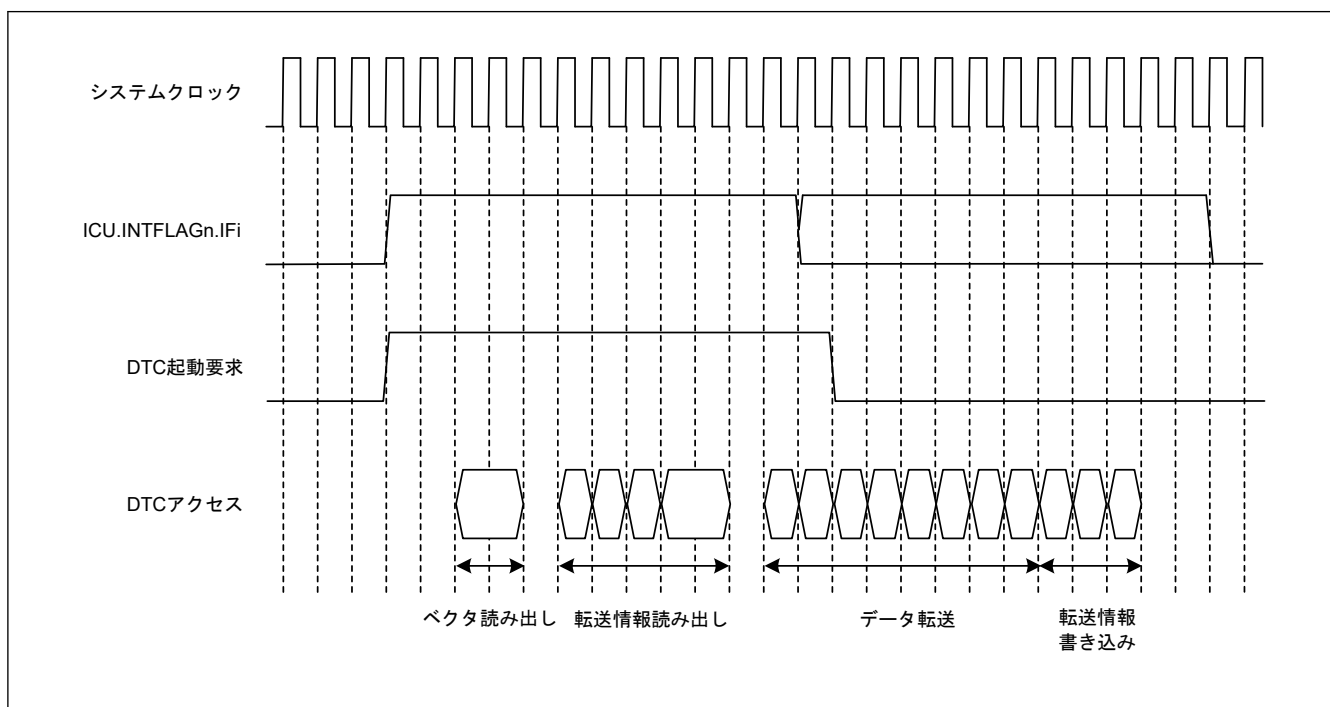 システムクロック
ICU.INTFLAGn.IFi
DTC起動要求
DTCアクセス
ベクタ読み出し
転送情報読み出し
データ転送
転送情報
書き込み